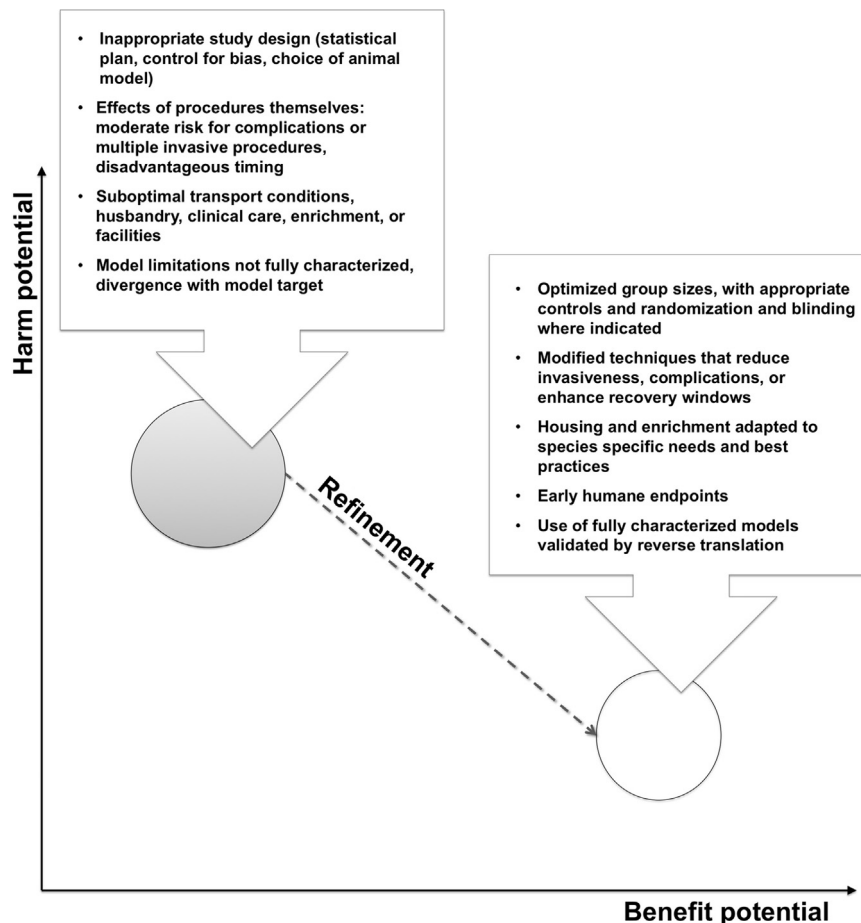 • Inappropriate study design (statistical
plan, control for bias, choice of animal
model)
• Effects of procedures themselves:
moderate risk for complications or
multiple invasive procedures,
disadvantageous timing
• Suboptimal transport conditions,
husbandry, clinical care, enrichment, or
facilities
• Model limitations not fully characterized,
divergence with model target
Harm potential
• Optimized group sizes, with appropriate
controls and randomization and blinding
where indicated
• Modified techniques that reduce
invasiveness, complications, or
enhance recovery windows
• Housing and enrichment adapted to
species specific needs and best
practices
• Early humane endpoints
• Use of fully characterized models
validated by reverse translation
Refinement
Benefit potential